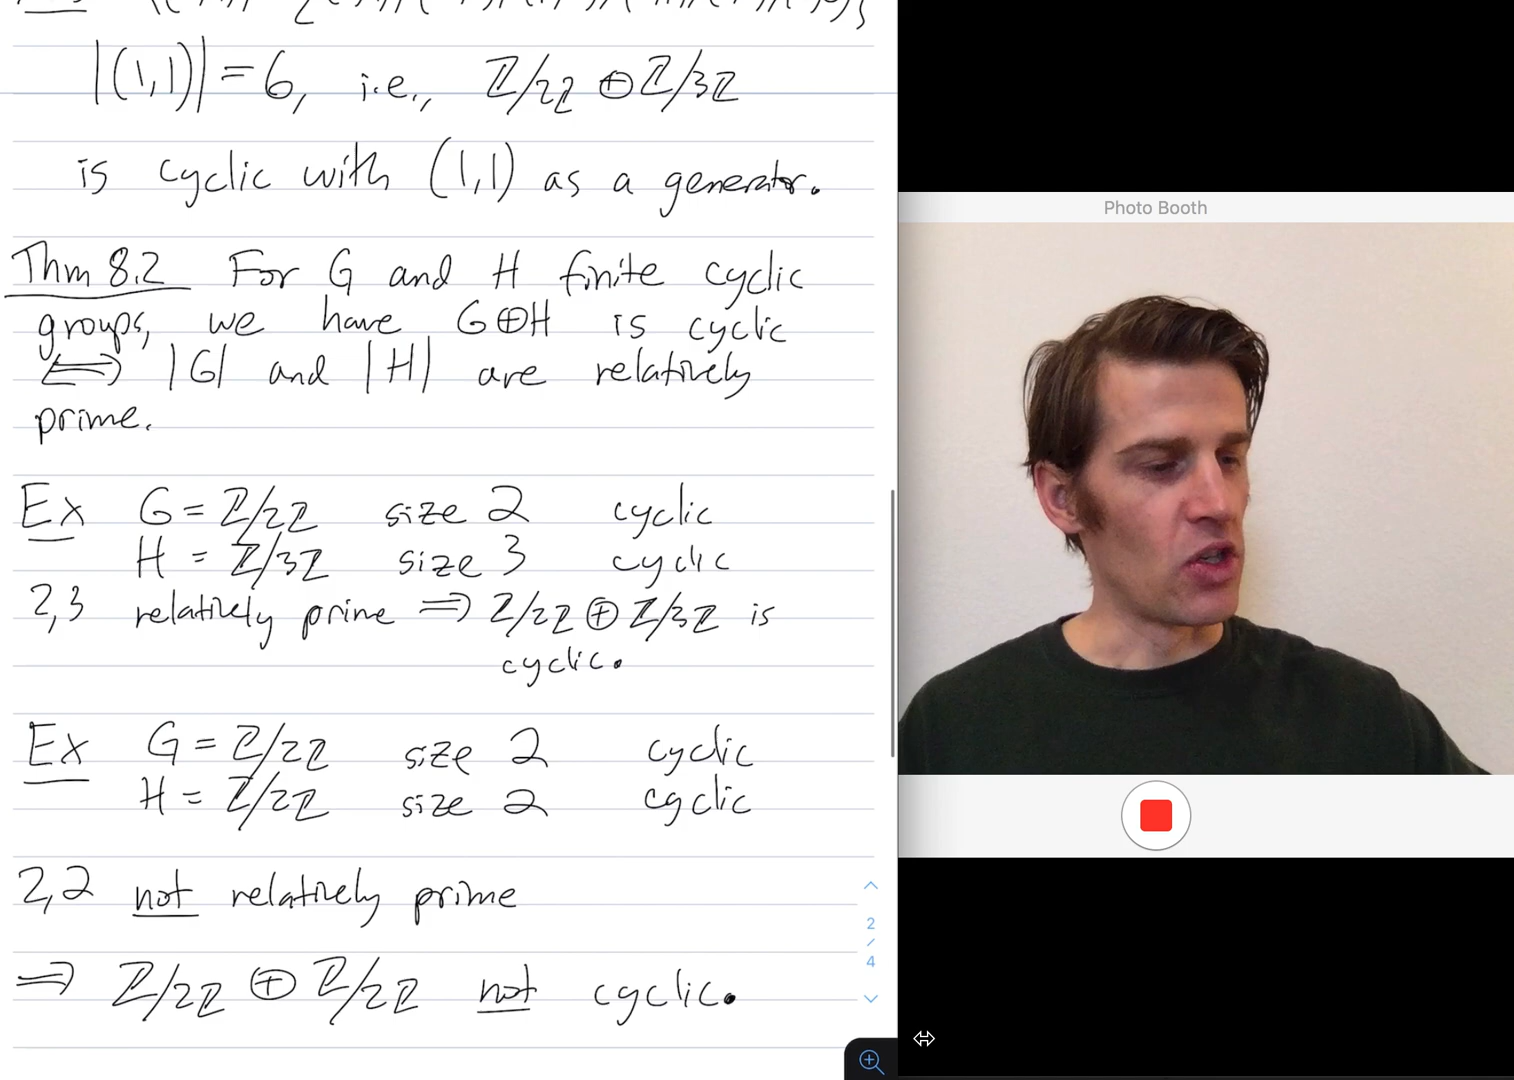 |(1,1)| = 6, i.e., ℤ/2ℤ ⊕ ℤ/3ℤ
is cyclic with (1,1) as a generator.
Thm 8.2 For G and H finite cyclic
groups, we have G⊕H is cyclic
⟺ |G| and |H| are relatively
prime.
Ex G = ℤ/2ℤ size 2 cyclic
H = ℤ/3ℤ size 3 cyclic
2,3 relatively prime ⟹ ℤ/2ℤ ⊕ ℤ/3ℤ is
cyclic.
Ex G = ℤ/2ℤ size 2 cyclic
H = ℤ/2ℤ size 2 cyclic
2,2 not relatively prime
⟹ ℤ/2ℤ ⊕ ℤ/2ℤ not cyclic.
2
/
4
Photo Booth